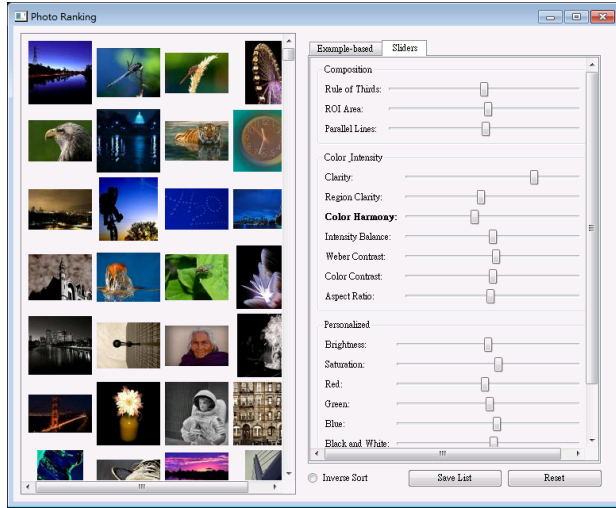 Photo Ranking
Example-based
Sliders
Composition
Rule of Thirds:
ROI Area:
Parallel Lines:
Color_Intensity
Clarity:
Region Clarity:
Color Harmony:
Intensity Balance:
Weber Contrast:
Color Contrast:
Aspect Ratio:
Personalized
Brightness:
Saturation:
Red:
Green:
Blue:
Black and White:
Inverse Sort
Save List
Reset